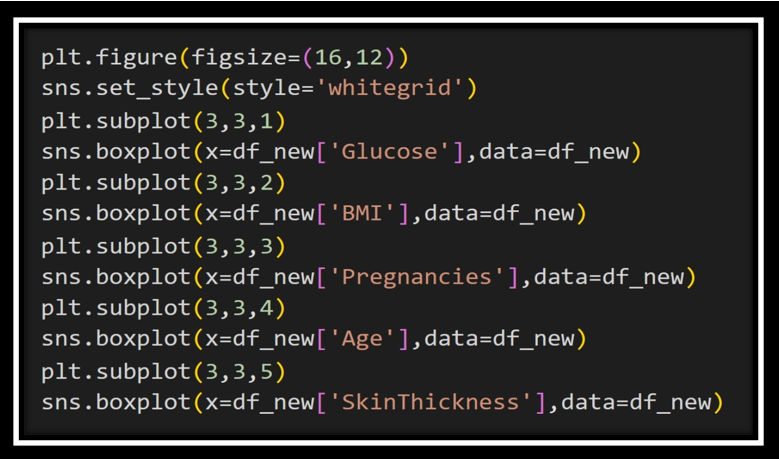 plt.figure(figsize=(16,12))
sns.set_style(style='whitegrid')
plt.subplot(3,3,1)
sns.boxplot(x=df_new['Glucose'],data=df_new)
plt.subplot(3,3,2)
sns.boxplot(x=df_new['BMI'],data=df_new)
plt.subplot(3,3,3)
sns.boxplot(x=df_new['Pregnancies'],data=df_new)
plt.subplot(3,3,4)
sns.boxplot(x=df_new['Age'],data=df_new)
plt.subplot(3,3,5)
sns.boxplot(x=df_new['SkinThickness'],data=df_new)